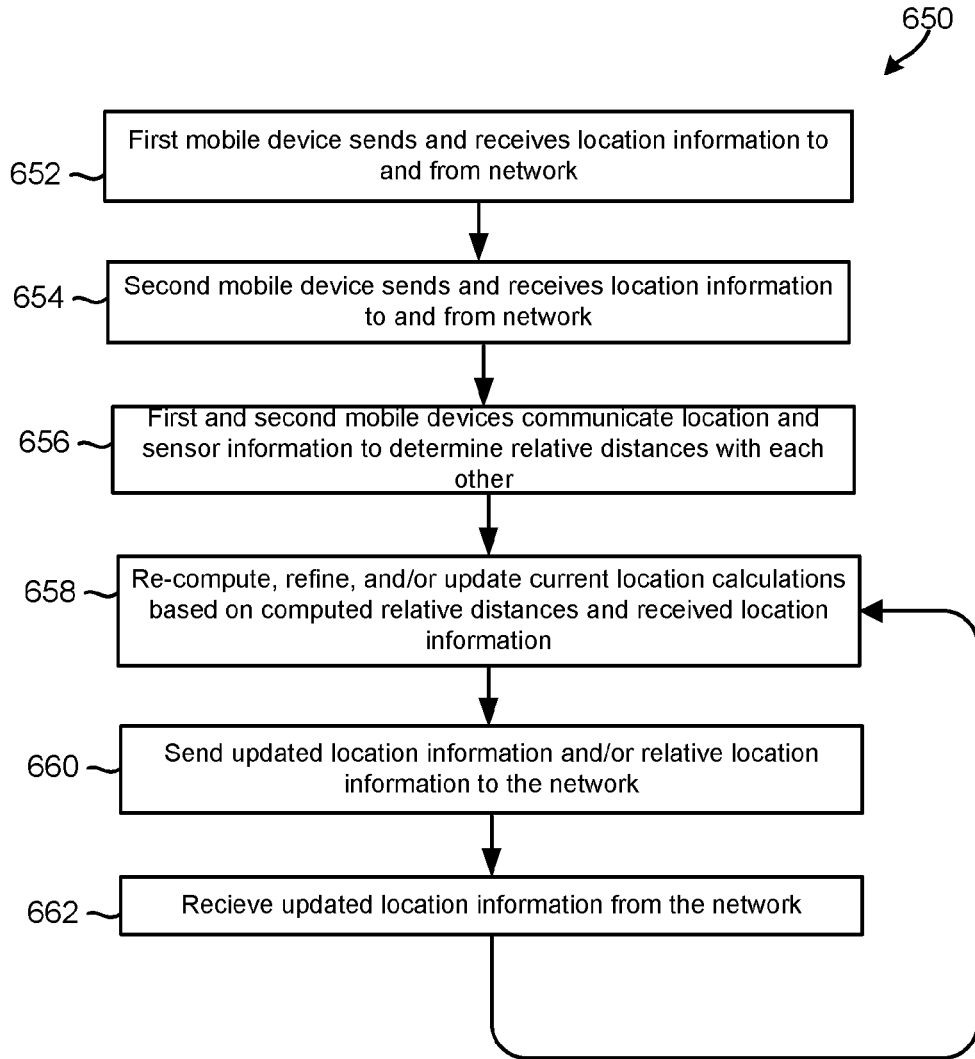 650
652
First mobile device sends and receives location information to
and from network
654
Second mobile device sends and receives location information
to and from network
656
First and second mobile devices communicate location and
sensor information to determine relative distances with each
other
658
Re-compute, refine, and/or update current location calculations
based on computed relative distances and received location
information
660
Send updated location information and/or relative location
information to the network
662
Recieve updated location information from the network